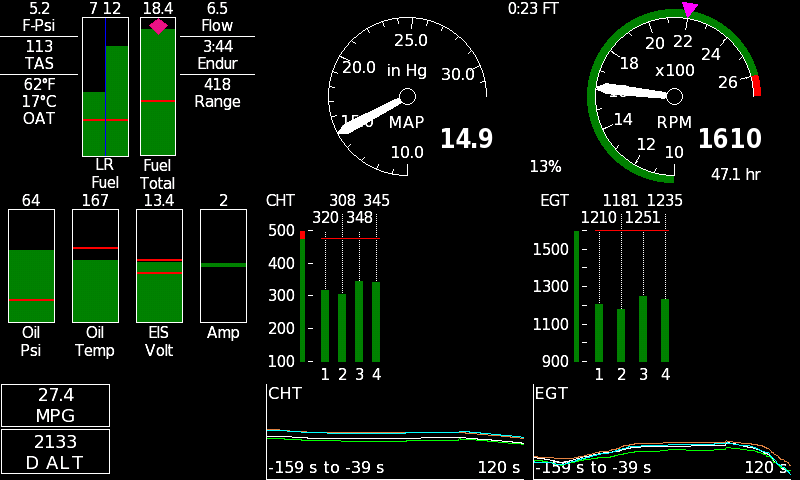 5.2
F-Psi
113
TAS
62°F
17°C
OAT
7 12
LR
Fuel
18.4
Fuel
Total
6.5
Flow
3:44
Endur
418
Range
25.0
20.0
in Hg
30.0
15.0
MAP
14.9
10.0
0:23 FT
13%
22
20
24
18
x100
26
16
14
RPM
12
10
1610
47.1 hr
64
Oil
Psi
167
Oil
Temp
13.4
EIS
Volt
2
Amp
CHT
308 345
320 348
500
400
300
200
100
1 2 3 4
EGT
1181 1235
1210 1251
1500
1300
1100
900
1 2 3 4
27.4
MPG
2133
D ALT
CHT
-159 s to -39 s
120 s
EGT
-159 s to -39 s
120 s